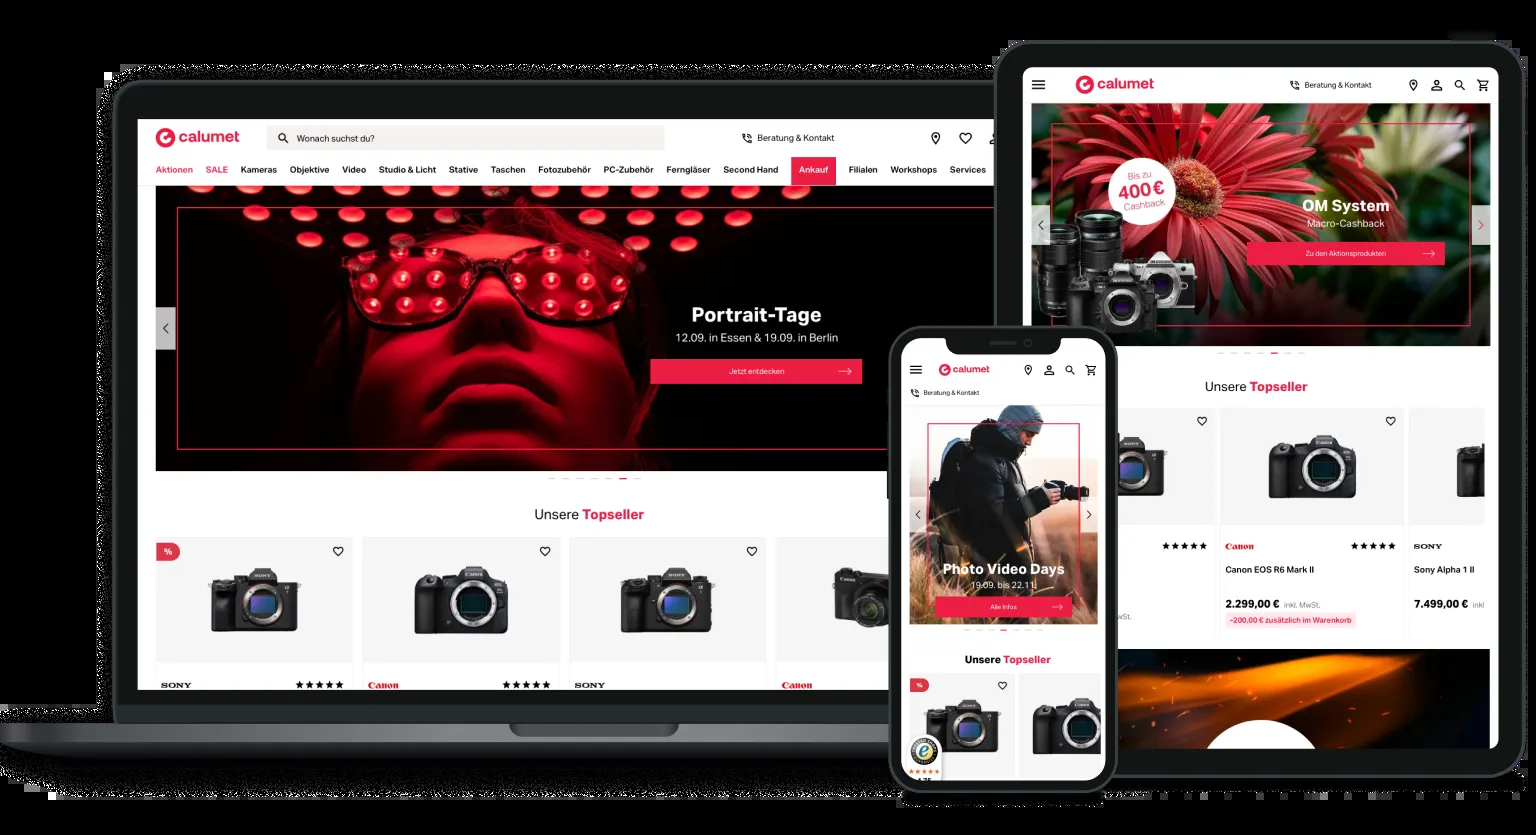 calumet
Wonach suchst du?
Beratung & Kontakt
Aktionen SALE Kameras Objektive Video Studio & Licht Stative Taschen Fotozubehör PC-Zubehör Ferngläser Second Hand Ankauf Filialen Workshops Services
Portrait-Tage
12.09. in Essen & 19.09. in Berlin
Jetzt entdecken
Unsere Topseller
%
SONY
Canon
SONY
Canon
calumet
Beratung & Kontakt
Bis zu
400 €
Cashback
OM System
Macro-Cashback
Zu den Aktionsprodukten
Unsere Topseller
Canon
SONY
Canon EOS R6 Mark II
Sony Alpha 1 II
2.299,00 € inkl. MwSt.
7.499,00 € inkl
wSt.
-200,00 € zusätzlich im Warenkorb
calumet
Beratung & Kontakt
Photo Video Days
19.09. bis 22.11.
Alle Infos
Unsere Topseller
%